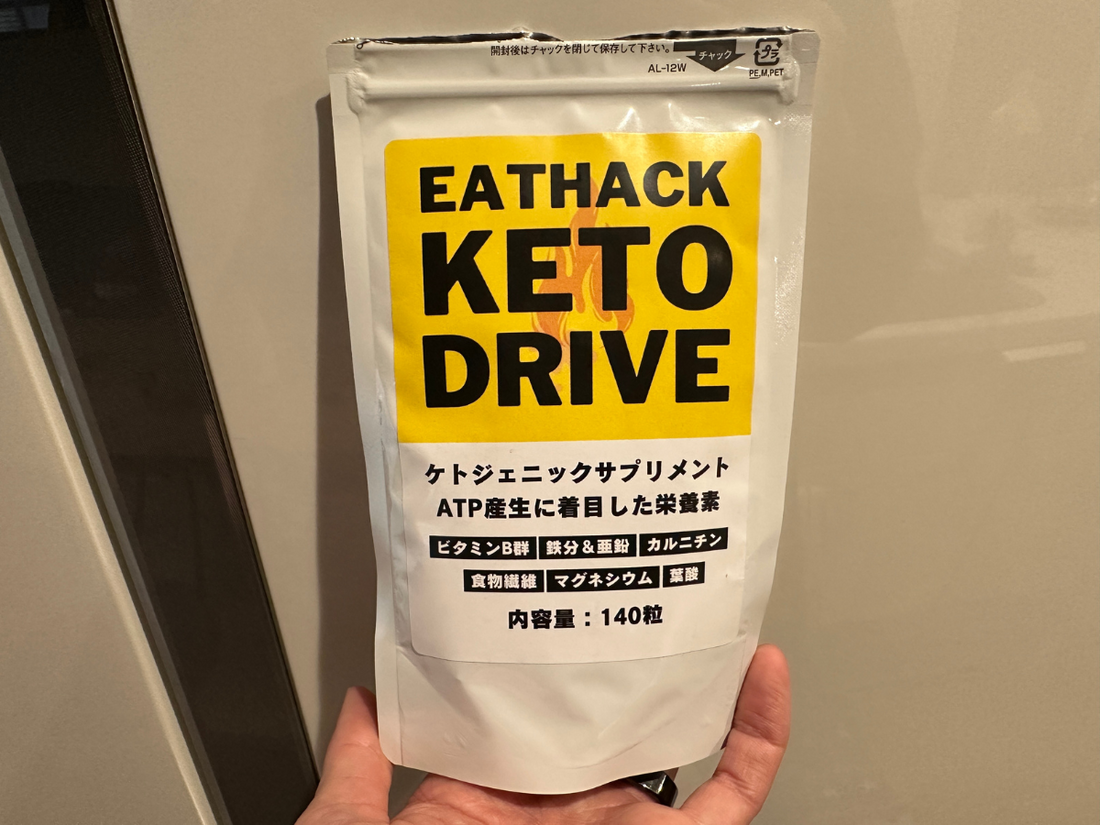 開封後はチャックを閉じて保存して下さい。
チャック
プラ
AL-12W
PE,M,PET
EATHACK
KETO
DRIVE
ケトジェニックサプリメント
ATP産生に着目した栄養素
ビタミンB群 鉄分&亜鉛 カルニチン
食物繊維 マグネシウム 葉酸
内容量：140粒